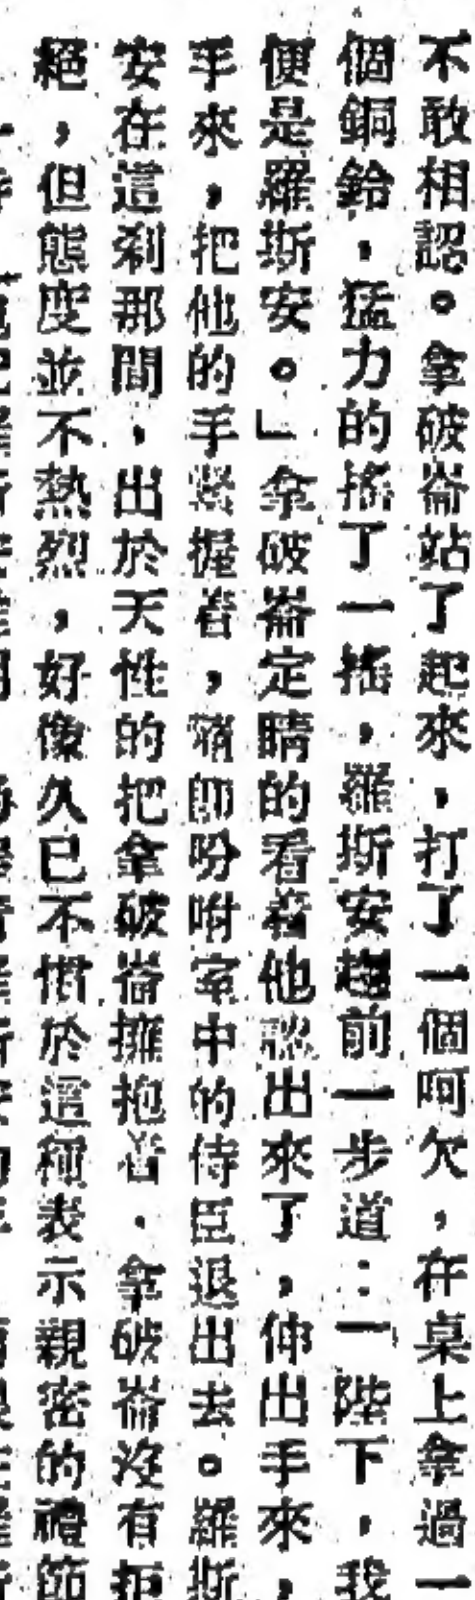 不敢相認。拿破崙站了起來，打了一個呵欠，在桌上拿過一
個銅鈴，猛力的搖了一搖，羅斯安趨前一步道：「陛下，我
便是羅斯安。」拿破崙定睛的看着他認出來了，伸出手來，
手來，把他的手緊握着，隨即吩咐室中的侍臣退出去。羅斯
安在這剎那間，出於天性的把拿破崙擁抱着．拿破崙沒有拒
絕，但態度並不熱烈，好像久已不慣於這種表示親密的禮節